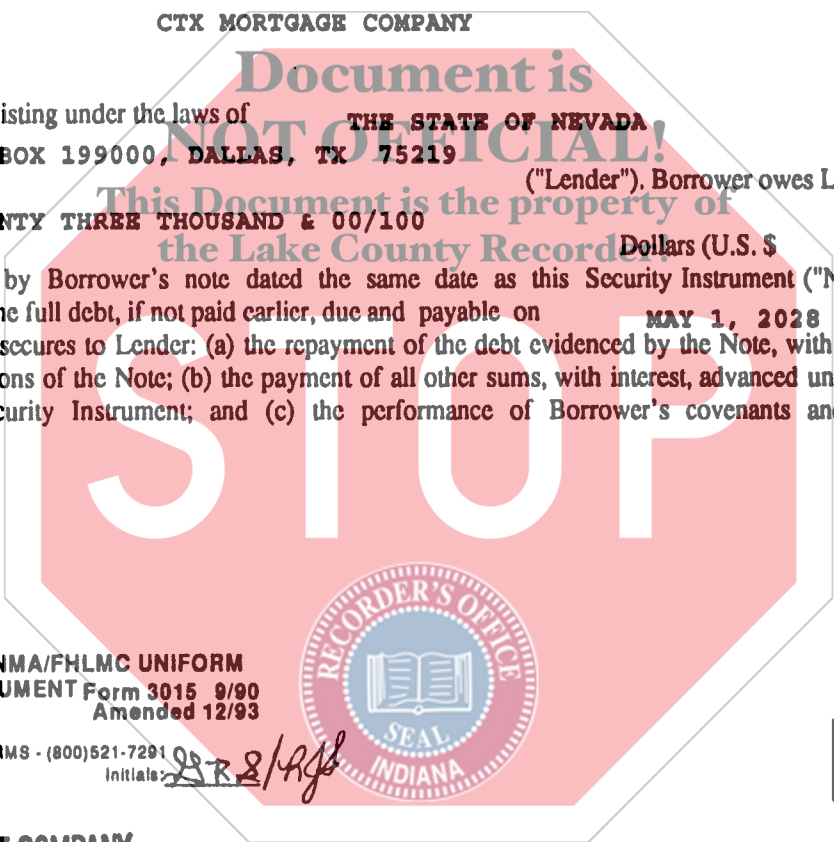 CTX MORTGAGE COMPANY
Document is
isting under the laws of THE STATE OF NEVADA
NOT OFFICIAL!
BOX 199000, DALLAS, TX 75219
("Lender"). Borrower owes L
This Document is the property of
NTY THREE THOUSAND & 00/100
the Lake County Recorder!
Dollars (U.S. $
by Borrower's note dated the same date as this Security Instrument ("N
e full debt, if not paid earlier, due and payable on MAY 1, 2028
secures to Lender: (a) the repayment of the debt evidenced by the Note, with
ons of the Note; (b) the payment of all other sums, with interest, advanced un
curity Instrument; and (c) the performance of Borrower's covenants an
STOP
RECORDER'S OFFICE
SEAL
INDIANA
NMA/FHLMC UNIFORM
UMENT Form 3015 9/90
Amended 12/93
MS - (800)521-7291
Initials:
COMPANY